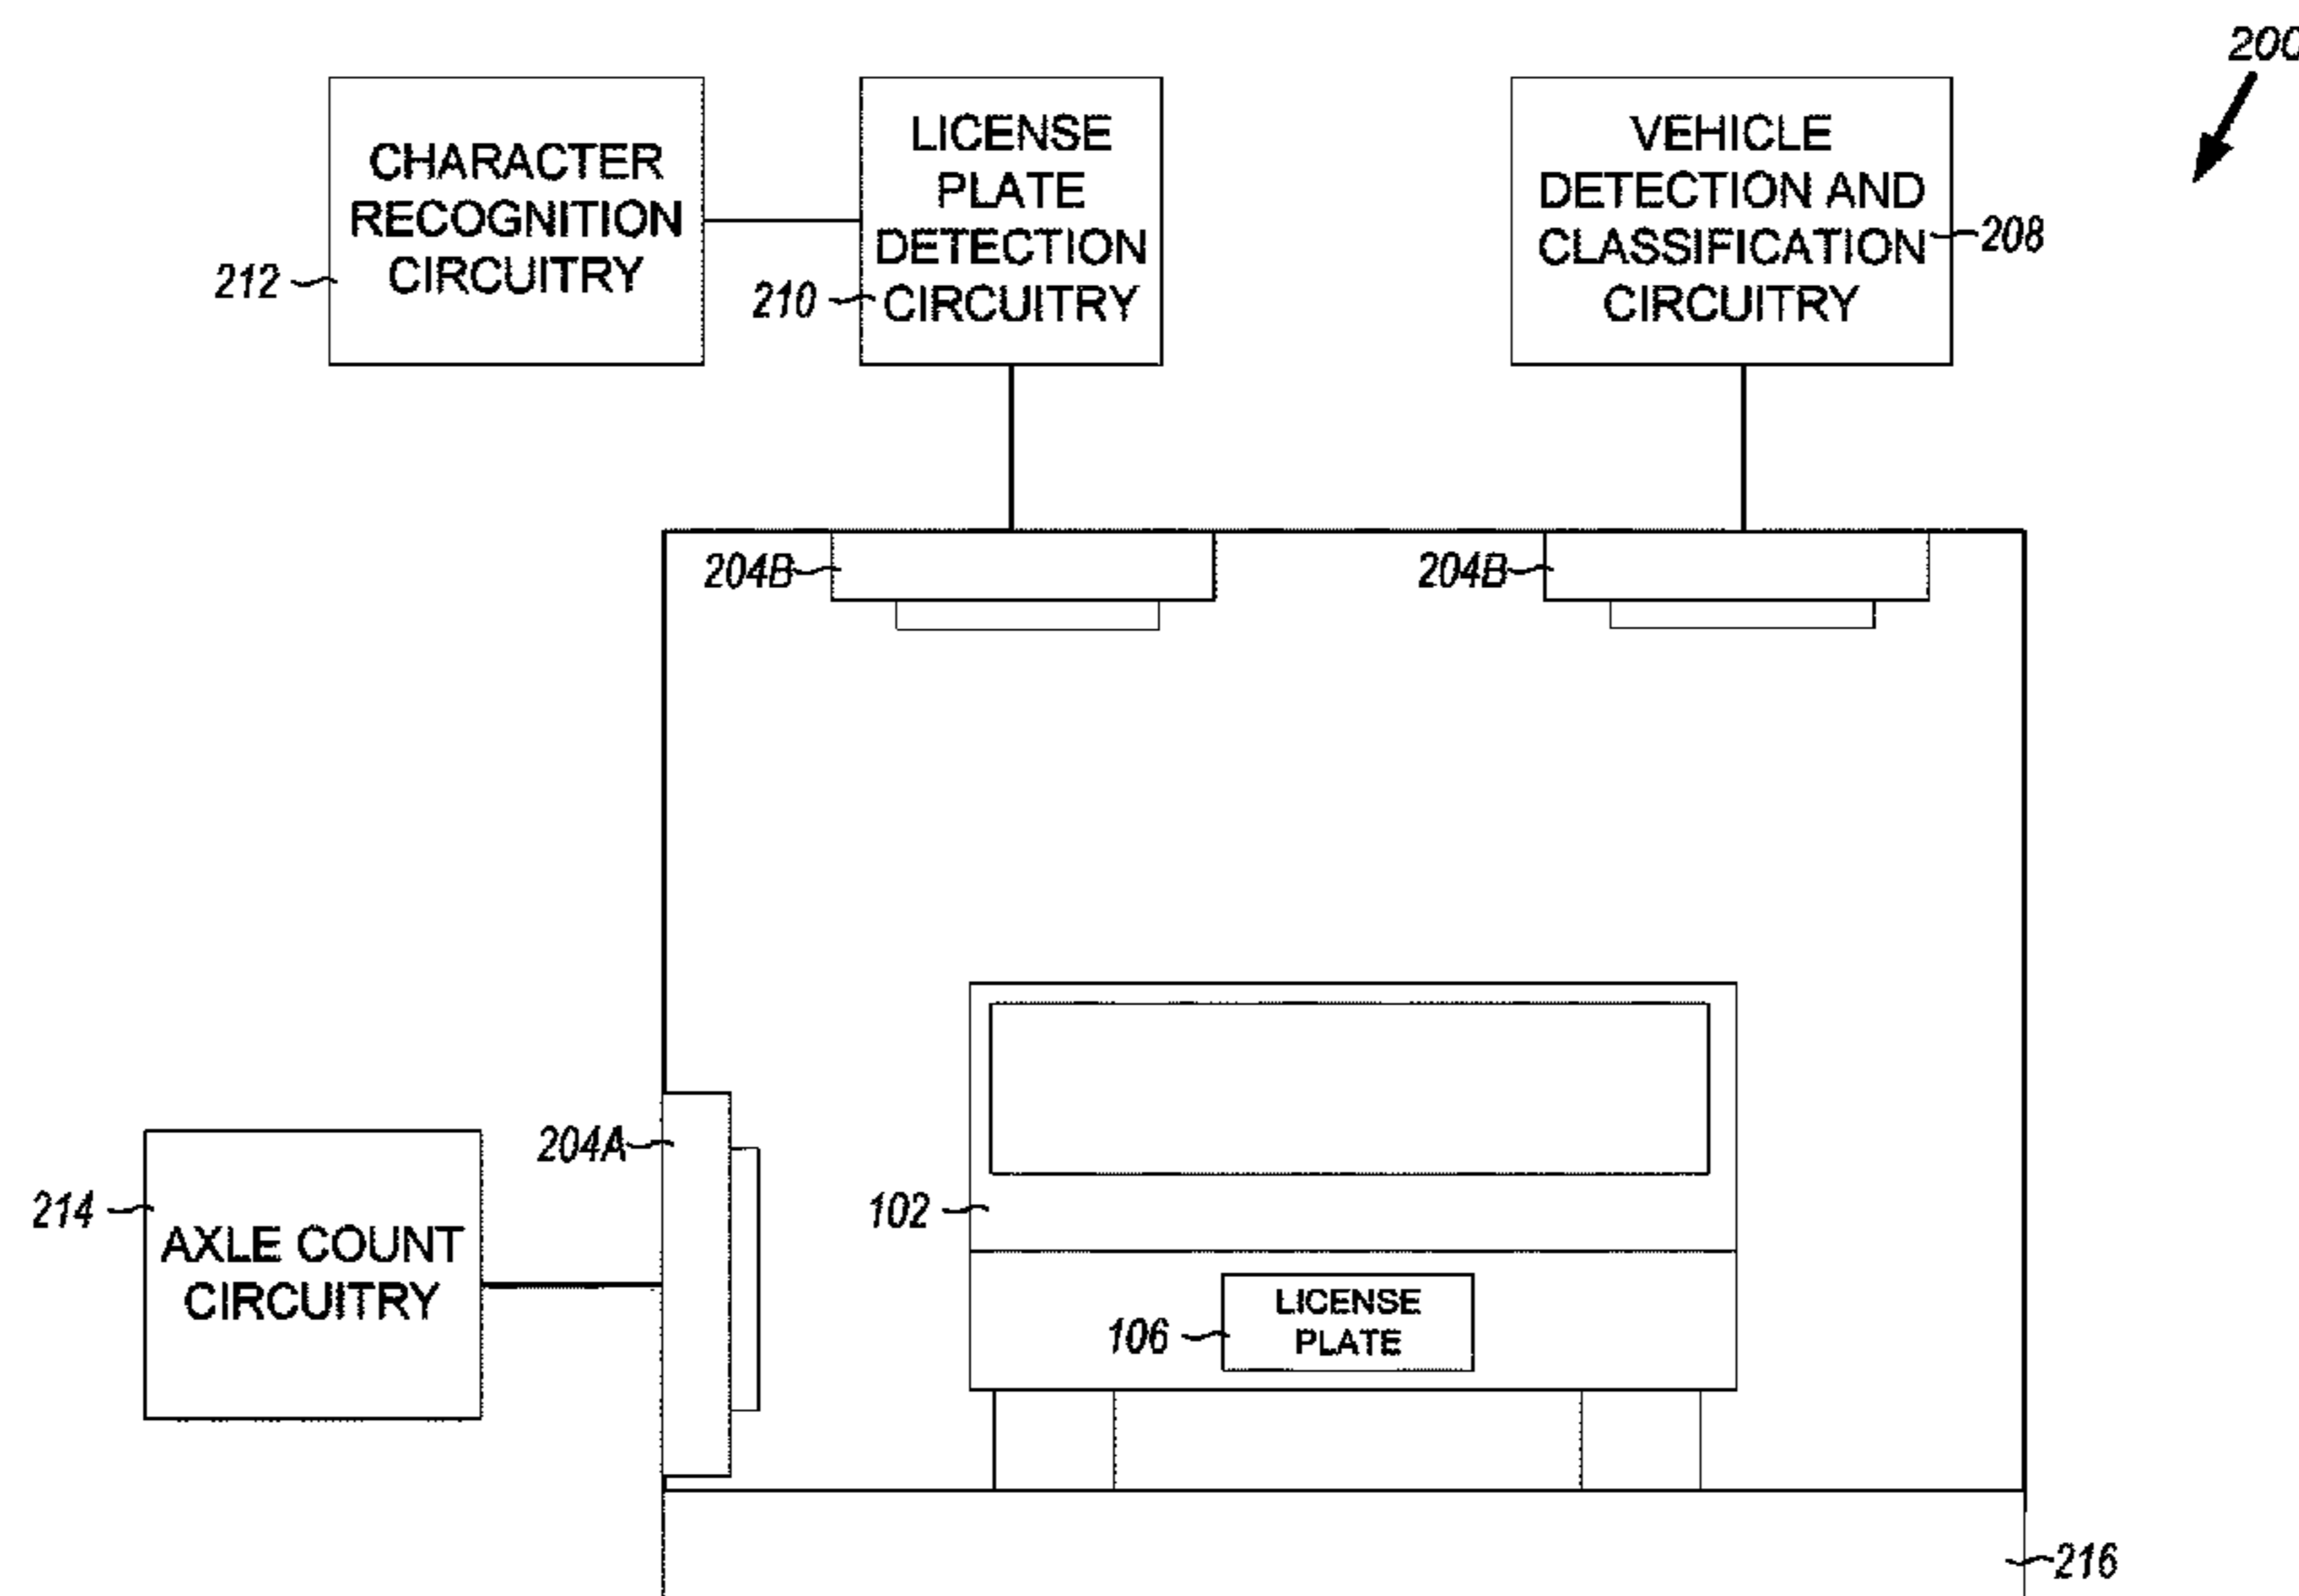 200
CHARACTER
RECOGNITION
CIRCUITRY
212
LICENSE
PLATE
DETECTION
CIRCUITRY
210
VEHICLE
DETECTION AND
CLASSIFICATION
CIRCUITRY
208
204B
204B
204A
214
AXLE COUNT
CIRCUITRY
102
106
LICENSE
PLATE
216